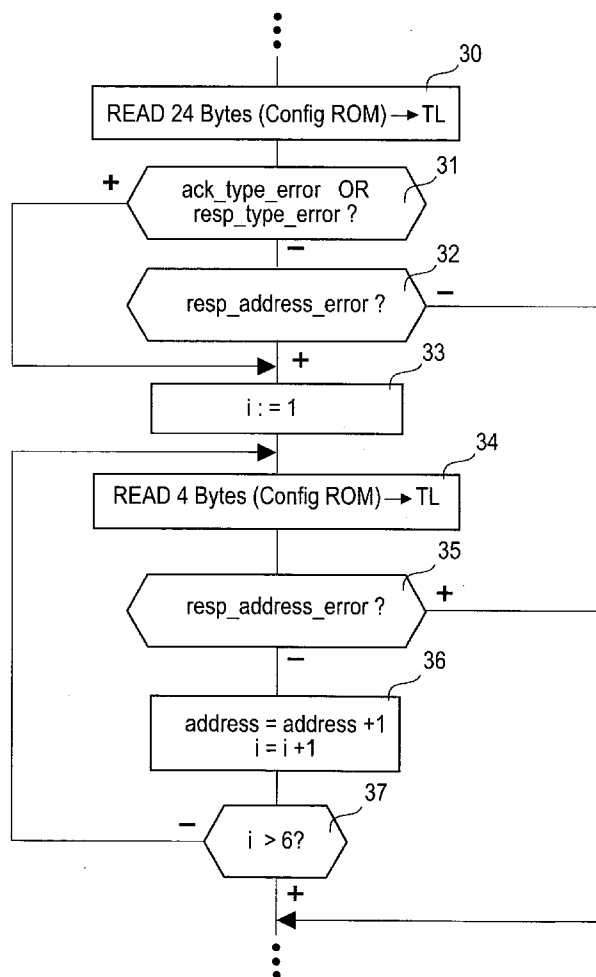 30
READ 24 Bytes (Config ROM) → TL
31
+
ack_type_error OR
resp_type_error ?
−
32
resp_address_error ?
−
+
33
i : = 1
34
READ 4 Bytes (Config ROM) → TL
35
resp_address_error ?
+
−
36
address = address +1
i = i +1
37
−
i > 6?
+